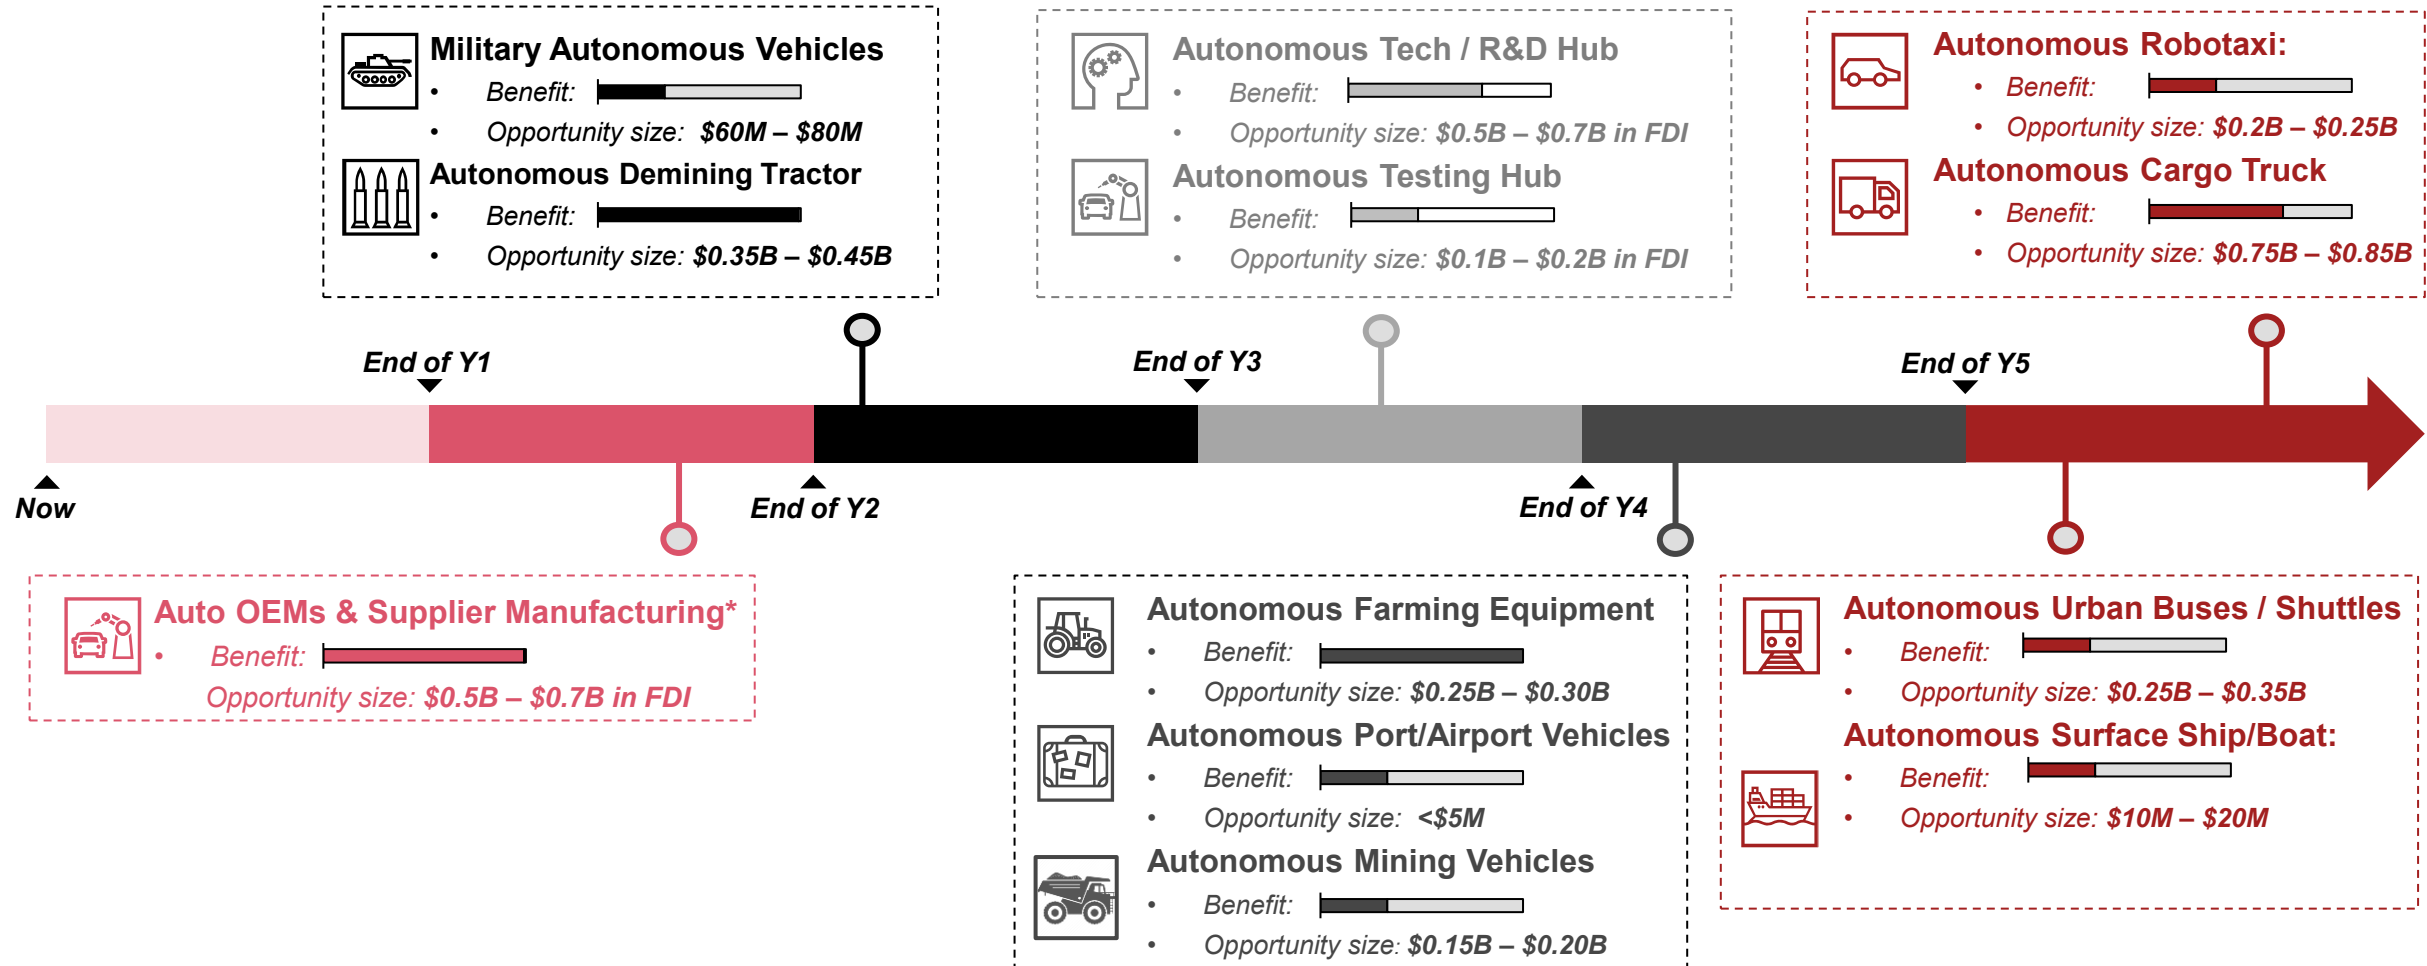 Military Autonomous Vehicles
• Benefit:
• Opportunity size: $60M – $80M
Autonomous Demining Tractor
• Benefit:
• Opportunity size: $0.35B – $0.45B
Autonomous Tech / R&D Hub
• Benefit:
• Opportunity size: $0.5B – $0.7B in FDI
Autonomous Testing Hub
• Benefit:
• Opportunity size: $0.1B – $0.2B in FDI
Autonomous Robotaxi:
• Benefit:
• Opportunity size: $0.2B – $0.25B
Autonomous Cargo Truck
• Benefit:
• Opportunity size: $0.75B – $0.85B
End of Y1
End of Y3
End of Y5
Now
End of Y2
End of Y4
Auto OEMs & Supplier Manufacturing*
• Benefit:
Opportunity size: $0.5B – $0.7B in FDI
Autonomous Farming Equipment
• Benefit:
• Opportunity size: $0.25B – $0.30B
Autonomous Port/Airport Vehicles
• Benefit:
• Opportunity size: <$5M
Autonomous Mining Vehicles
• Benefit:
• Opportunity size: $0.15B – $0.20B
Autonomous Urban Buses / Shuttles
• Benefit:
• Opportunity size: $0.25B – $0.35B
Autonomous Surface Ship/Boat:
• Benefit:
• Opportunity size: $10M – $20M